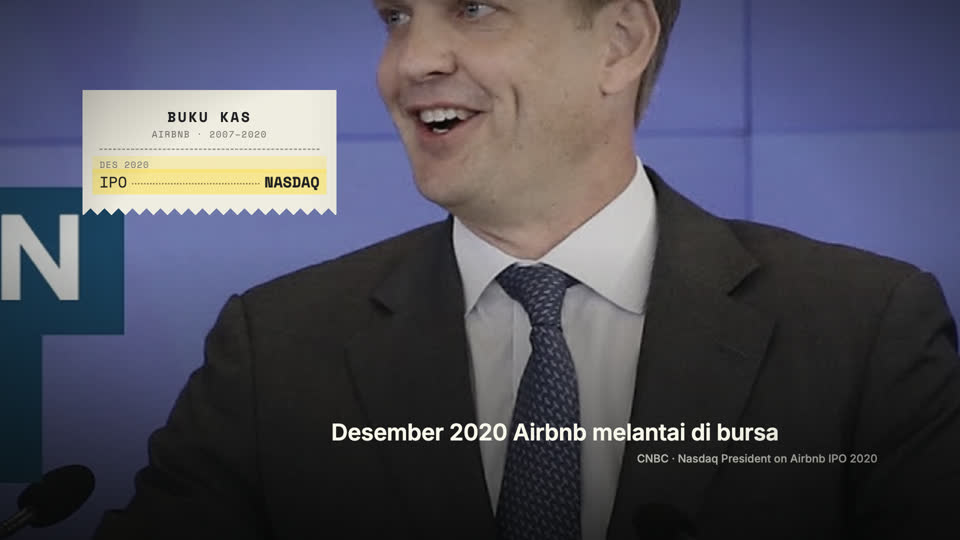 BUKU KAS
AIRBNB · 2007–2020
DES 2020
IPO NASDAQ
N
Desember 2020 Airbnb melantai di bursa
CNBC · Nasdaq President on Airbnb IPO 2020